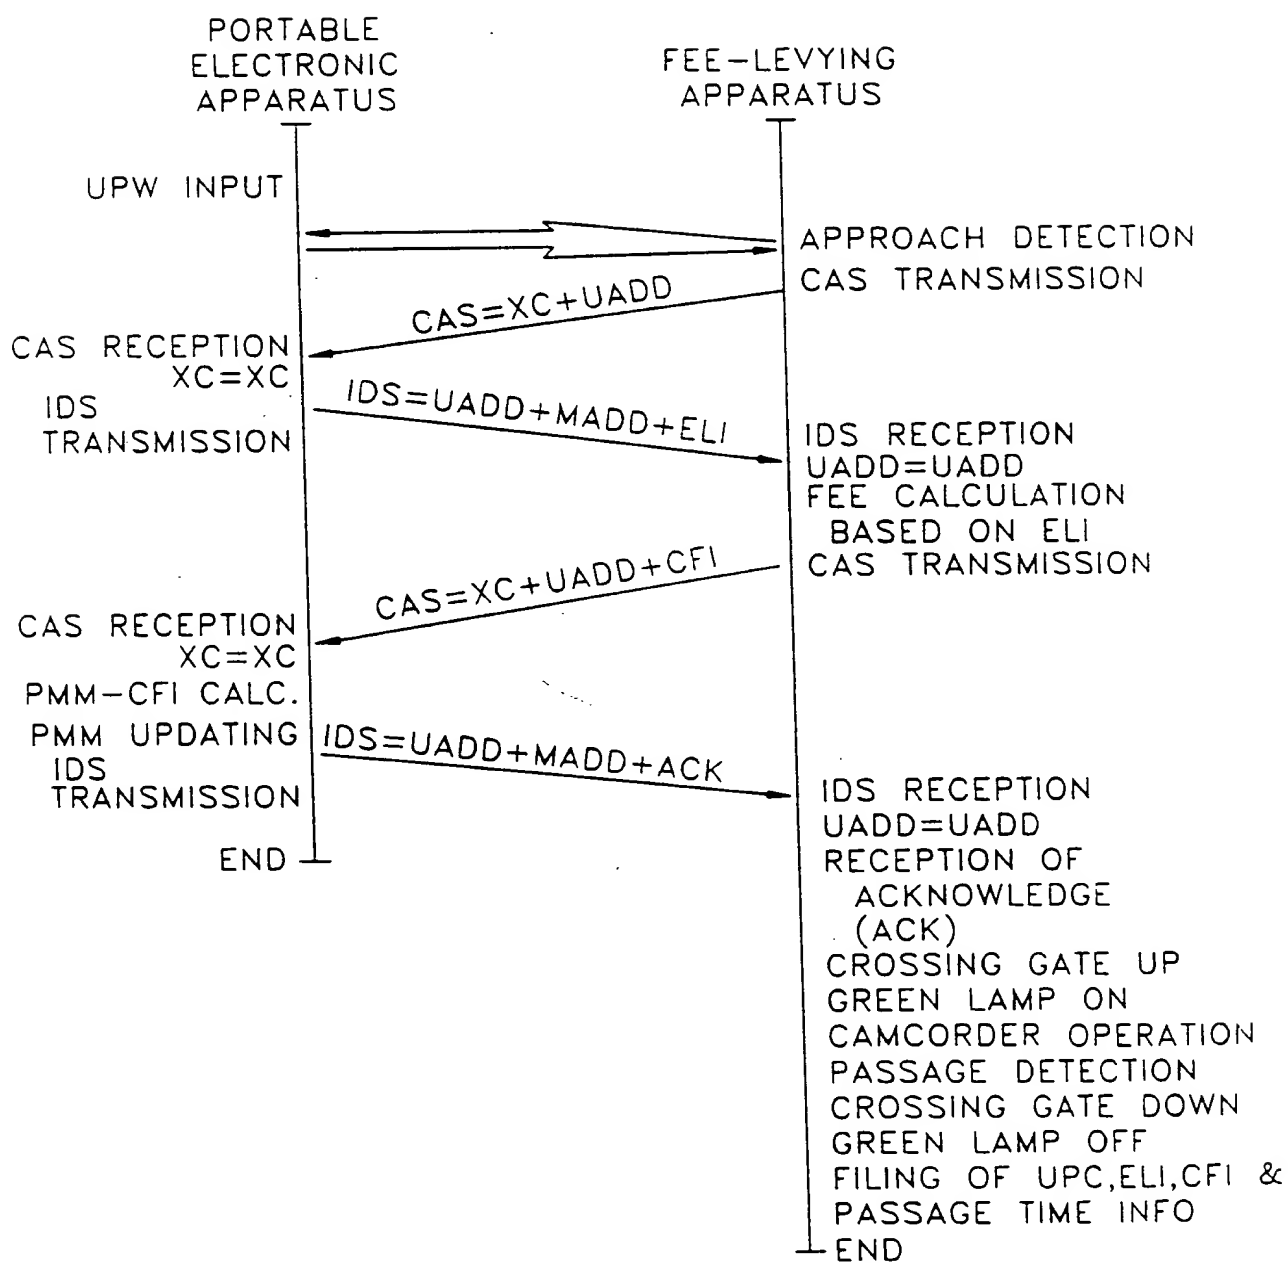 PORTABLE
ELECTRONIC
APPARATUS
FEE-LEVYING
APPARATUS
UPW INPUT
APPROACH DETECTION
CAS TRANSMISSION
CAS=XC+UADD
CAS RECEPTION
XC=XC
IDS
TRANSMISSION
IDS=UADD+MADD+ELI
IDS RECEPTION
UADD=UADD
FEE CALCULATION
BASED ON ELI
CAS TRANSMISSION
CAS=XC+UADD+CFI
CAS RECEPTION
XC=XC
PMM-CFI CALC.
PMM UPDATING
IDS
TRANSMISSION
IDS=UADD+MADD+ACK
END
IDS RECEPTION
UADD=UADD
RECEPTION OF
ACKNOWLEDGE
(ACK)
CROSSING GATE UP
GREEN LAMP ON
CAMCORDER OPERATION
PASSAGE DETECTION
CROSSING GATE DOWN
GREEN LAMP OFF
FILING OF UPC,ELI,CFI &
PASSAGE TIME INFO
END